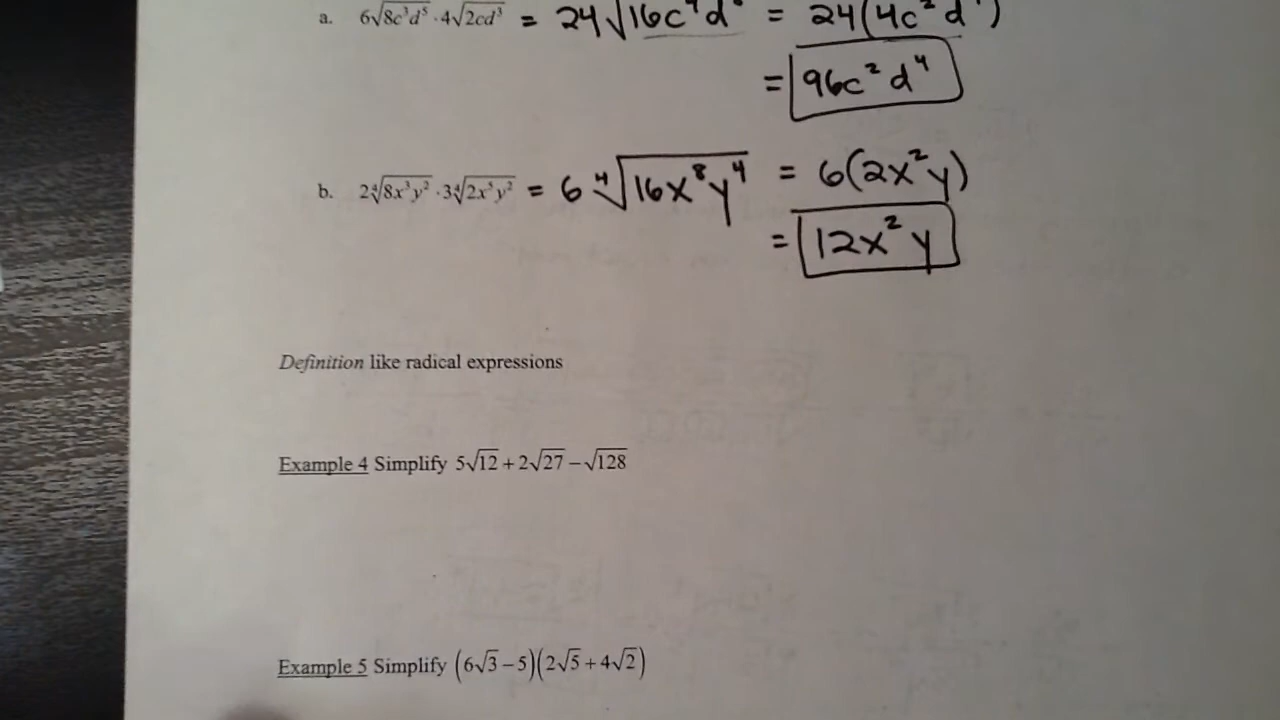 a. 6√8c³d⁵ · 4√2cd³ = 24√16c⁴d⁸ = 24(4c²d⁴)
= 96c²d⁴
b. 2∜8x³y² · 3∜2x⁵y² = 6∜16x⁸y⁴ = 6(2x²y)
= 12x²y
Definition like radical expressions
Example 4 Simplify 5√12 + 2√27 − √128
Example 5 Simplify (6√3 − 5)(2√5 + 4√2)